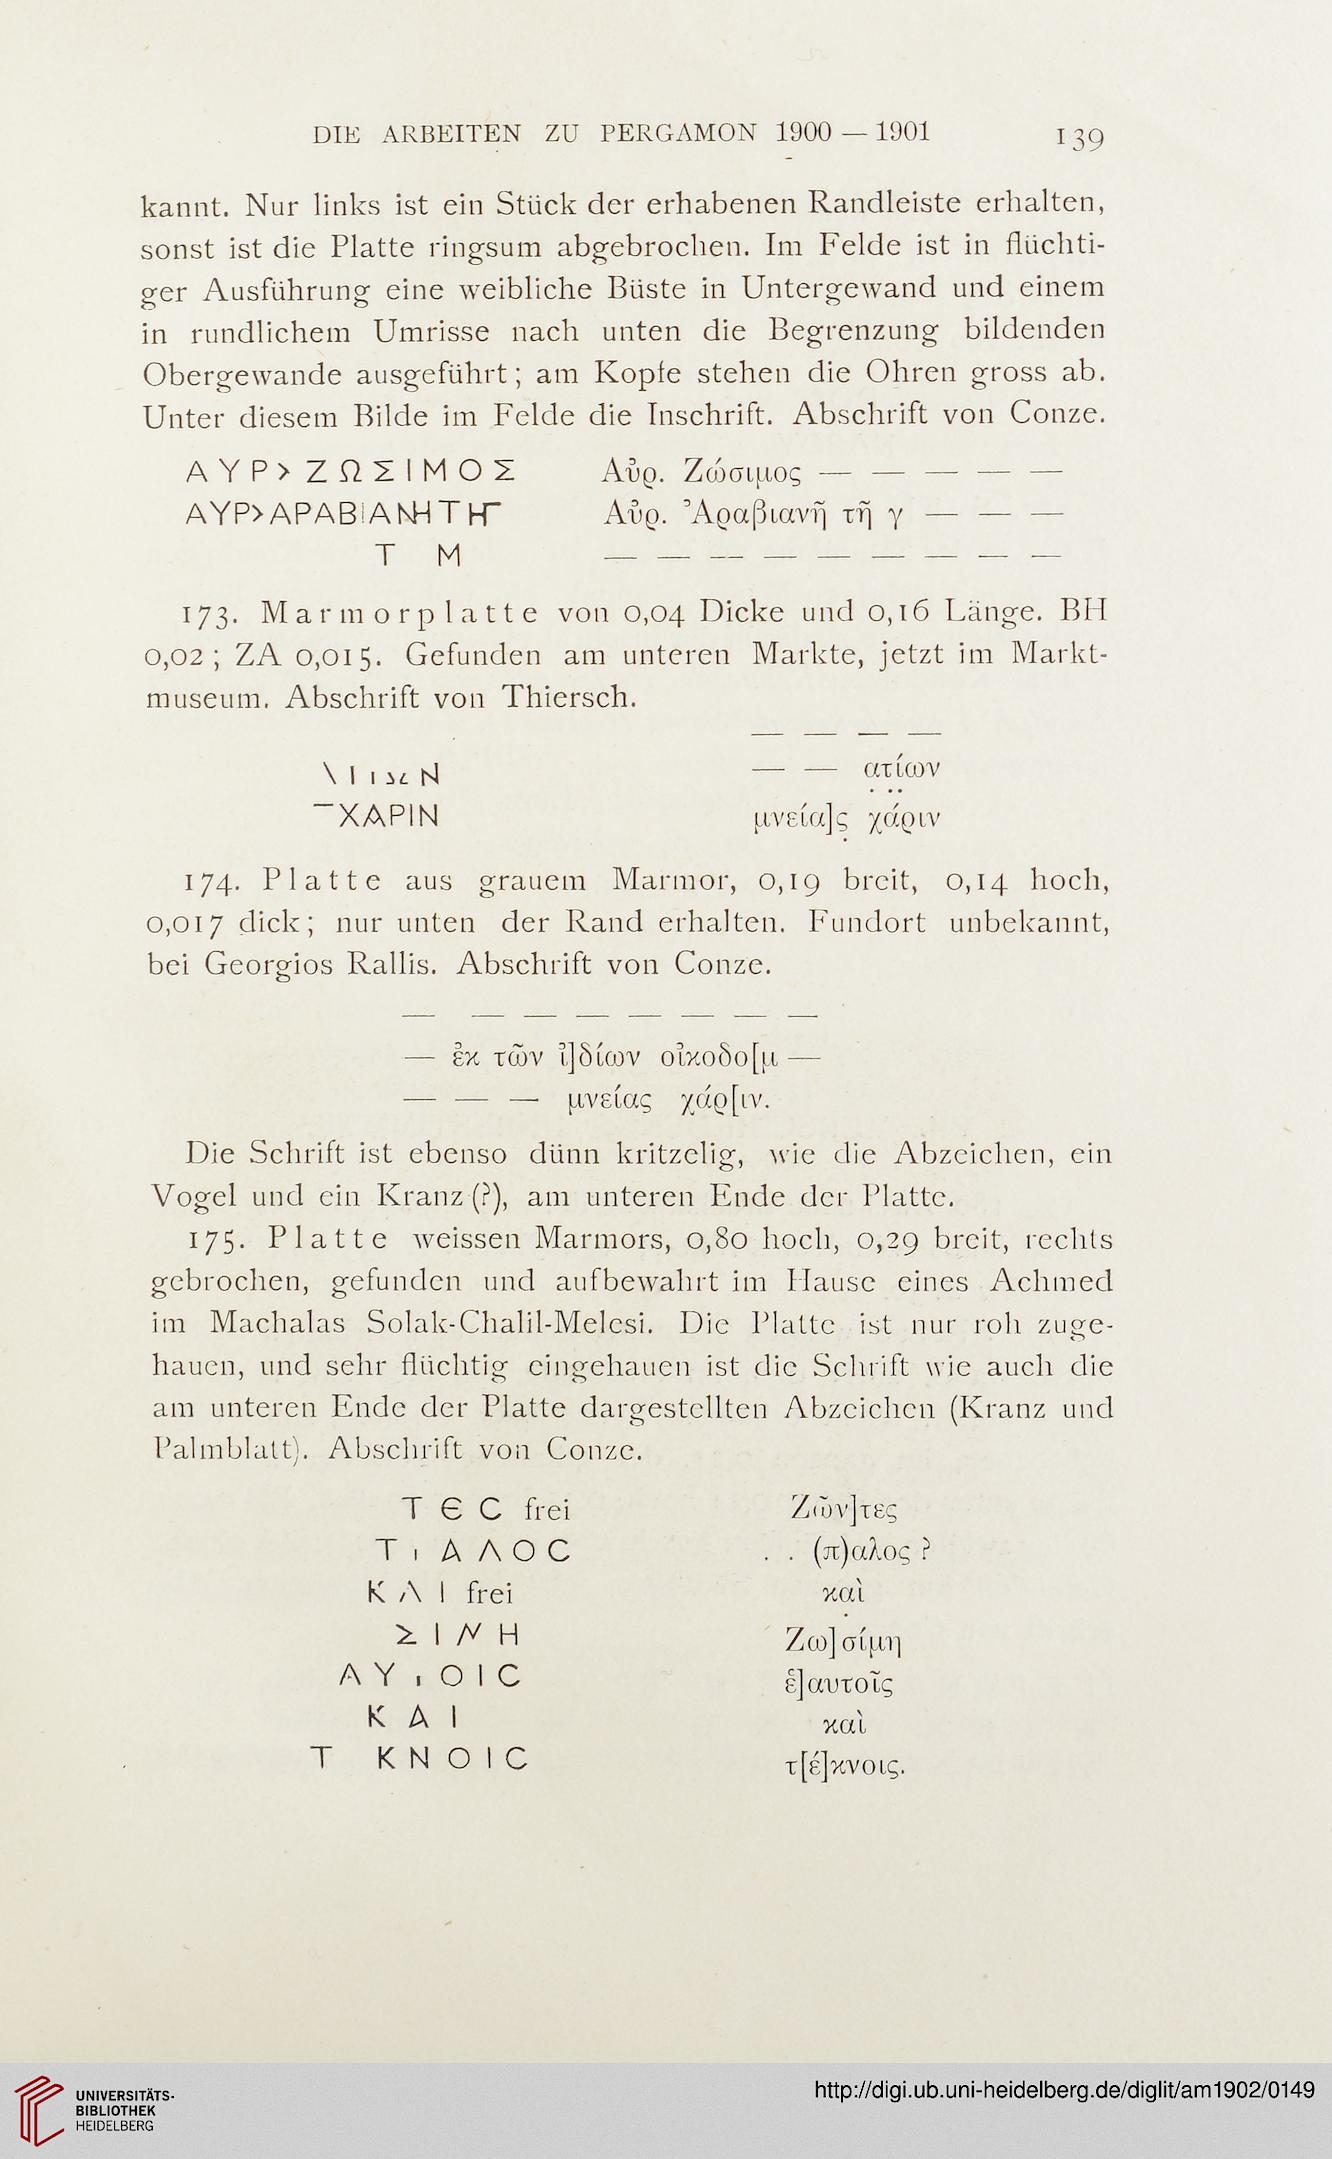 DIE ARBEITEN ZU PERGAMON 1900 — 1901 139
kannt. Nur links ist ein Stück der erhabenen Randleiste erhalten,
sonst ist die Platte ringsum abgebrochen. Im Felde ist in flüchti-
ger Ausführung eine weibliche Büste in Untergewand und einem
in rundlichem Umrisse nach unten die Begrenzung bildenden
Obergewande ausgeführt; am Kopfe stehen die Ohren gross ab.
Unter diesem Bilde im Felde die Inschrift. Abschrift von Conze.
ΑΥΡ> ΖΩΣΙΜΟΣ Αὐρ. Ζώσιμος — — — — —
ΑΥΡ>ΑΡΑΒΙΑΝΗΤΗΓ Αὐρ. Ἀραβιανῆ τῆ γ — — —
Τ Μ — — — — — — — — —
173. Marmorplatte von 0,04 Dicke und 0,16 Länge. BH
0,02; ZA 0,015. Gefunden am unteren Markte, jetzt im Markt-
museum. Abschrift von Thiersch.
— — — —
— — ατίων
ΧΑΡΙΝ μνεία]ς χάριν
174. Platte aus grauem Marmor, 0,19 breit, 0,14 hoch,
0,017 dick; nur unten der Rand erhalten. Fundort unbekannt,
bei Georgios Rallis. Abschrift von Conze.
— — — — — — — —
— ἐκ τῶν ἰ]δίων οἰκοδο[μ —
— — — μνείας χάρ[ιν.
Die Schrift ist ebenso dünn kritzelig, wie die Abzeichen, ein
Vogel und ein Kranz (?), am unteren Ende der Platte.
175. Platte weissen Marmors, 0,80 hoch, 0,29 breit, rechts
gebrochen, gefunden und aufbewahrt im Hause eines Achmed
im Machalas Solak-Chalil-Melesi. Die Platte ist nur roh zuge-
hauen, und sehr flüchtig eingehauen ist die Schrift wie auch die
am unteren Ende der Platte dargestellten Abzeichen (Kranz und
Palmblatt). Abschrift von Conze.
Τ Є C frei Ζῶν]τες
Τ Ι Α Λ Ο C . . (π)αλος ?
Κ Α Ι frei καὶ
Σ Ι Μ Η Ζω]σίμη
Α Υ Ι Ο Ι C ἑ]αυτοῖς
Κ Α Ι καὶ
Τ Κ Ν Ο Ι C τ[έ]κνοις.
UNIVERSITÄTS-
BIBLIOTHEK
HEIDELBERG
http://digi.ub.uni-heidelberg.de/diglit/am1902/0149